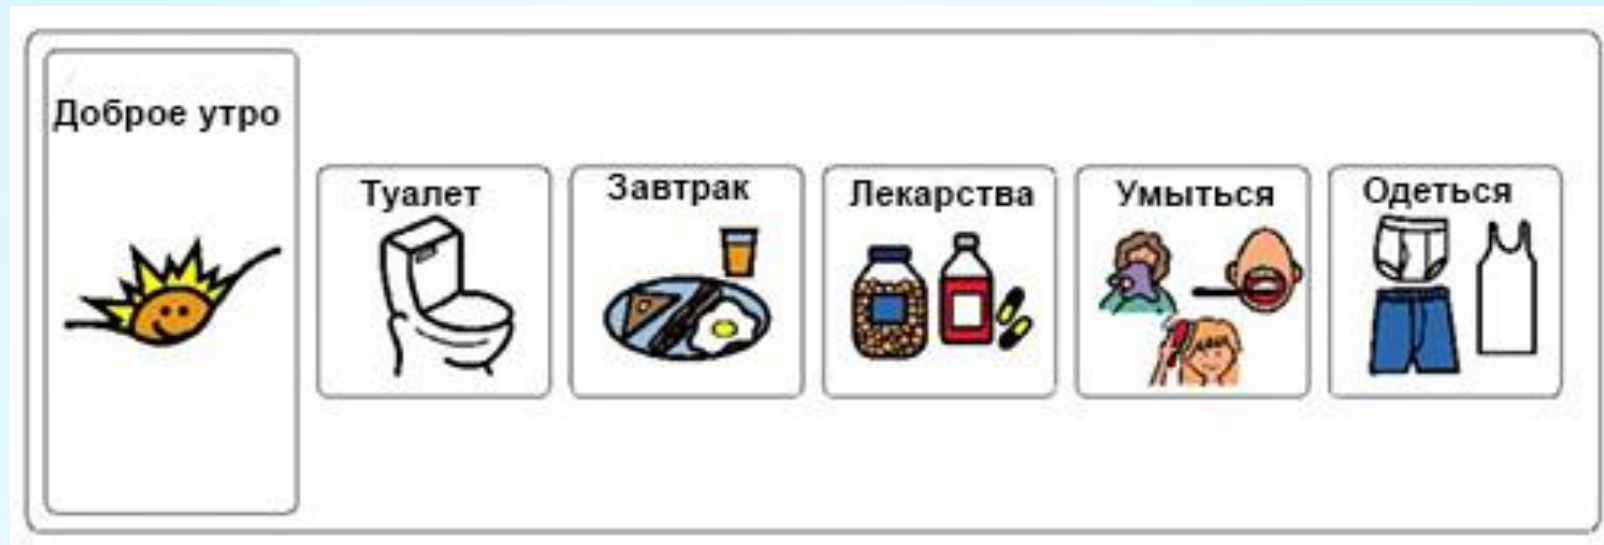 Доброе утро
Туалет
Завтрак
Лекарства
Умыться
Одеться